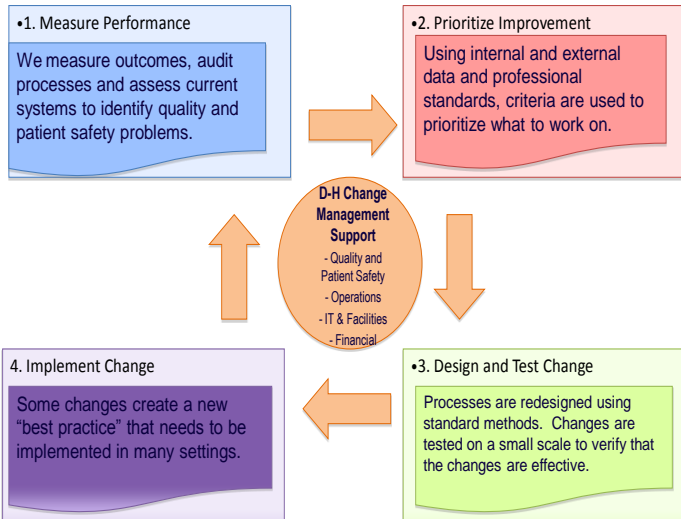 •1. Measure Performance
We measure outcomes, audit
processes and assess current
systems to identify quality and
patient safety problems.
•2. Prioritize Improvement
Using internal and external
data and professional
standards, criteria are used to
prioritize what to work on.
D-H Change
Management
Support
- Quality and
Patient Safety
- Operations
- IT & Facilities
- Financial
•3. Design and Test Change
Processes are redesigned using
standard methods. Changes are
tested on a small scale to verify that
the changes are effective.
4. Implement Change
Some changes create a new
“best practice” that needs to be
implemented in many settings.